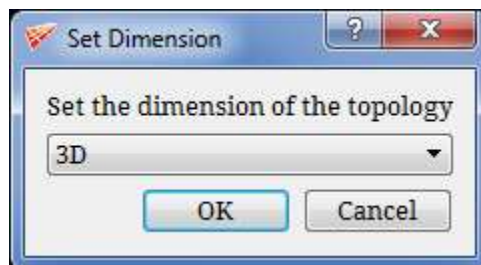 Set Dimension
?
Set the dimension of the topology
3D
OK Cancel